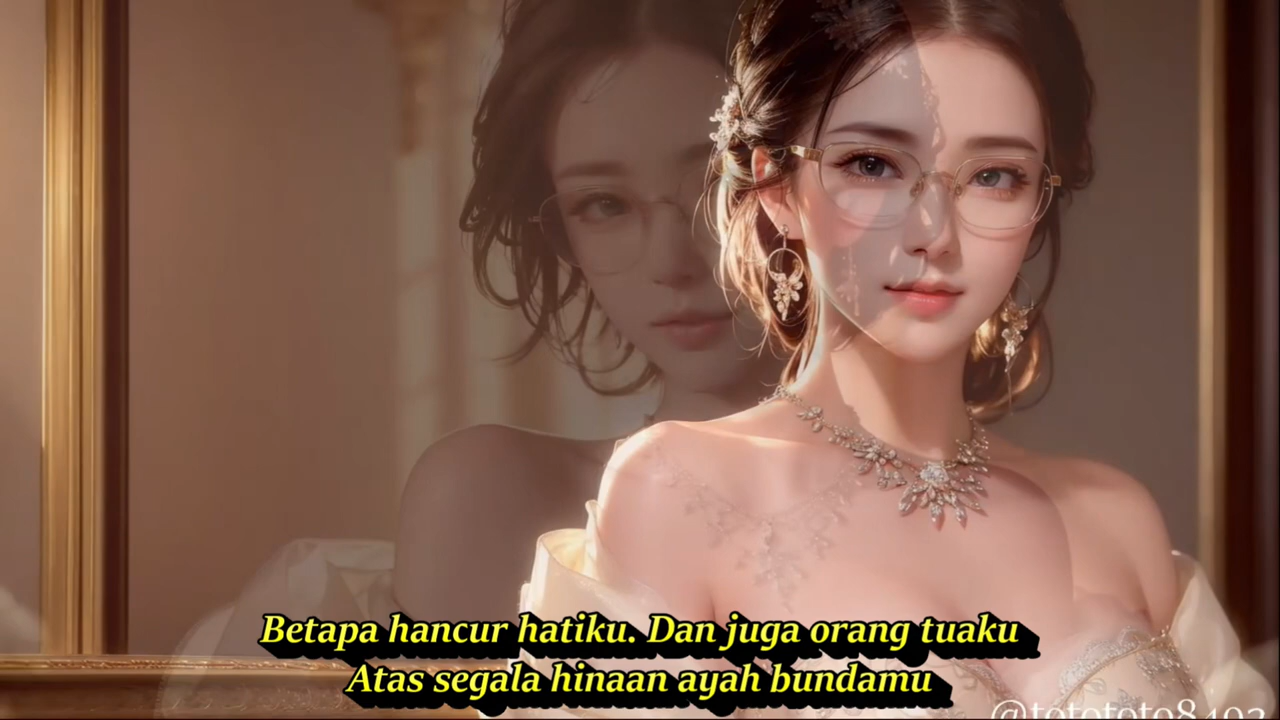 Betapa hancur hatiku. Dan juga orang tuaku
Atas segala hinaan ayah bundamu